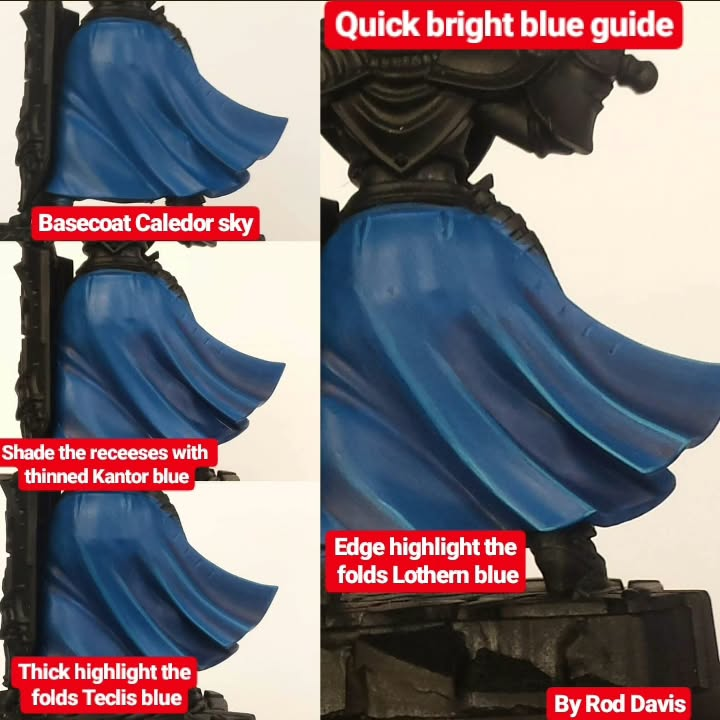 Quick bright blue guide
Basecoat Caledor sky
Shade the receeses with
thinned Kantor blue
Thick highlight the
folds Teclis blue
Edge highlight the
folds Lothern blue
By Rod Davis